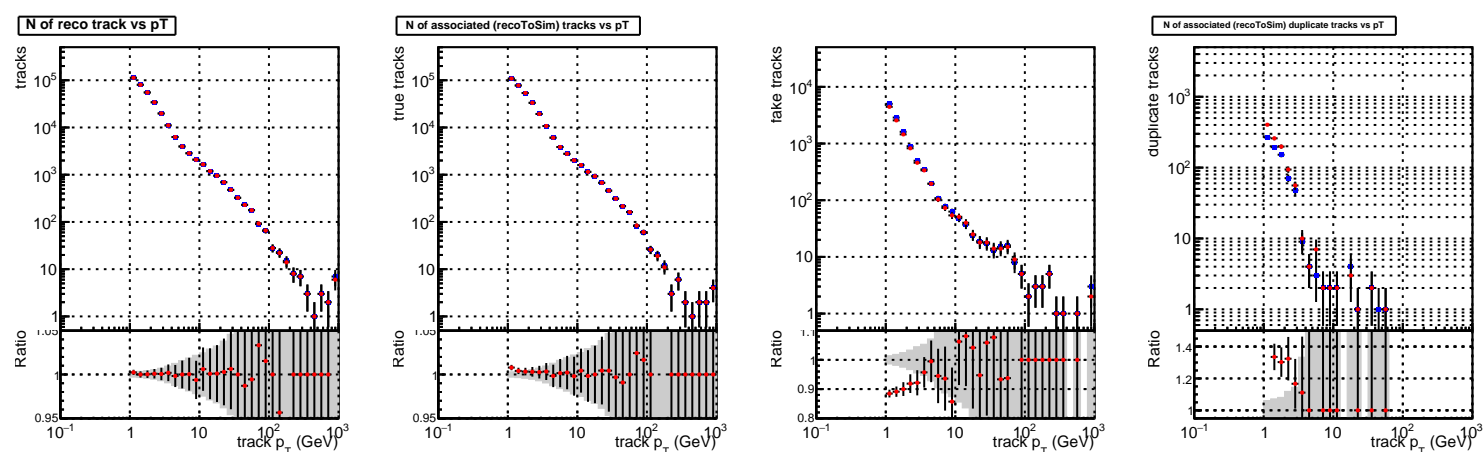 N of reco track vs pT
tracks
10^5
10^4
10^3
10^2
10
1
Ratio
1.05
1
0.95
10^−1 1 10 10^2 10^3
track p_T (GeV)
N of associated (recoToSim) tracks vs pT
true tracks
10^5
10^4
10^3
10^2
10
1
Ratio
1.05
1
0.95
10^−1 1 10 10^2 10^3
track p_T (GeV)
fake tracks
10^4
10^3
10^2
10
1
Ratio
1.1
1
0.9
0.8
10^−1 1 10 10^2 10^3
track p_T (GeV)
N of associated (recoToSim) duplicate tracks vs pT
duplicate tracks
10^3
10^2
10
1
Ratio
1.4
1.2
1
10^−1 1 10 10^2 10^3
track p_T (GeV)